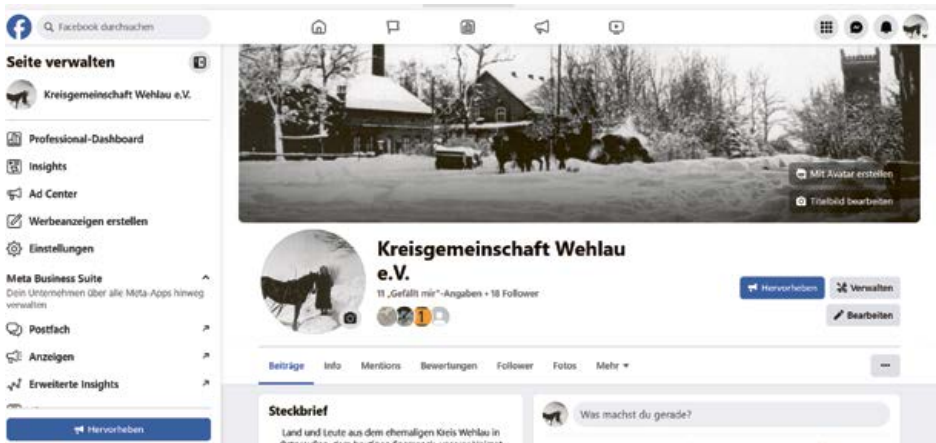 Facebook durchsuchen
Seite verwalten
Kreisgemeinschaft Wehlau e.V.
Professional-Dashboard
Insights
Ad Center
Werbeanzeigen erstellen
Einstellungen
Meta Business Suite
Dein Unternehmen über alle Meta-Apps hinweg
verwalten
Postfach
Anzeigen
Erweiterte Insights
Hervorheben
Mit Avatar erstellen
Titelbild bearbeiten
Kreisgemeinschaft Wehlau
e.V.
11 „Gefällt mir“-Angaben • 18 Follower
1
Hervorheben
Verwalten
Bearbeiten
Beiträge Info Mentions Bewertungen Follower Fotos Mehr
Steckbrief
Land und Leute aus dem ehemaligen Kreis Wehlau in
Was machst du gerade?